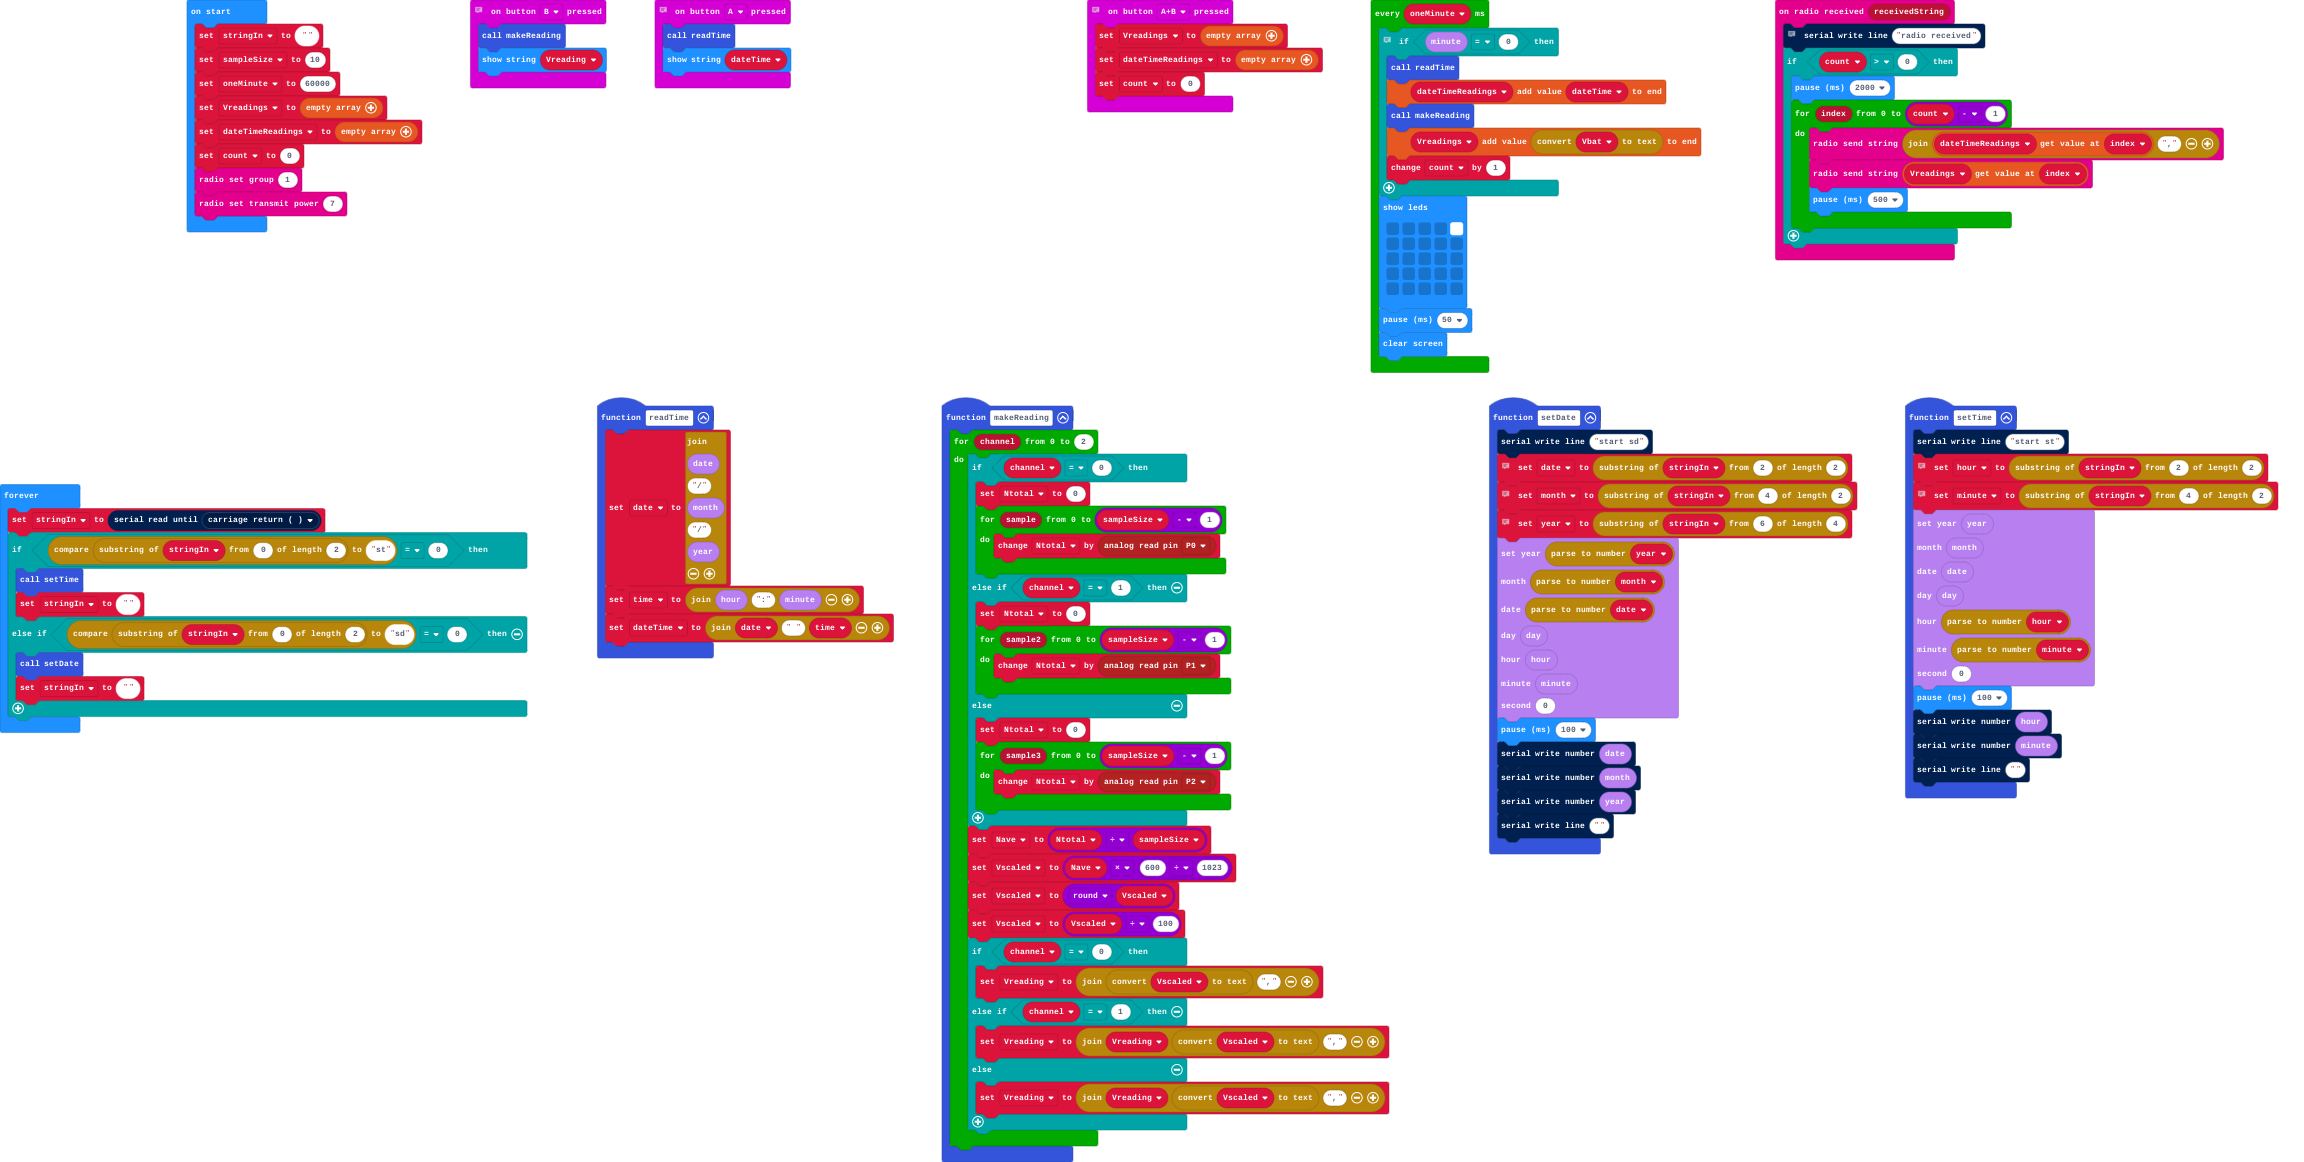 on start
set stringIn to " "
set sampleSize to 10
set oneMinute to 60000
set Vreadings to empty array
set dateTimeReadings to empty array
set count to 0
radio set group 1
radio set transmit power 7
on button B pressed
call makeReading
show string Vreading
on button A pressed
call readTime
show string dateTime
on button A+B pressed
set Vreadings to empty array
set dateTimeReadings to empty array
set count to 0
every oneMinute ms
if minute = 0 then
call readTime
dateTimeReadings add value dateTime to end
call makeReading
Vreadings add value convert Vbat to text to end
change count by 1
show leds
pause (ms) 50
clear screen
on radio received receivedString
serial write line "radio received"
if count > 0 then
pause (ms) 2000
for index from 0 to count - 1
do
radio send string join dateTimeReadings get value at index ","
radio send string Vreadings get value at index
pause (ms) 500
forever
set stringIn to serial read until carriage return ( )
if compare substring of stringIn from 0 of length 2 to "st" = 0 then
call setTime
set stringIn to ""
else if compare substring of stringIn from 0 of length 2 to "sd" = 0 then
call setDate
set stringIn to ""
function readTime
set date to join date "/" month "/" year
set time to join hour ":" minute
set dateTime to join date " " time
function makeReading
for channel from 0 to 2
do
if channel = 0 then
set Ntotal to 0
for sample from 0 to sampleSize - 1
do change Ntotal by analog read pin P0
else if channel = 1 then
set Ntotal to 0
for sample2 from 0 to sampleSize - 1
do change Ntotal by analog read pin P1
else
set Ntotal to 0
for sample3 from 0 to sampleSize - 1
do change Ntotal by analog read pin P2
set Nave to Ntotal ÷ sampleSize
set Vscaled to Nave × 600 ÷ 1023
set Vscaled to round Vscaled
set Vscaled to Vscaled ÷ 100
if channel = 0 then
set Vreading to join convert Vscaled to text ","
else if channel = 1 then
set Vreading to join Vreading convert Vscaled to text ","
else
set Vreading to join Vreading convert Vscaled to text ","
function setDate
serial write line "start sd"
set date to substring of stringIn from 2 of length 2
set month to substring of stringIn from 4 of length 2
set year to substring of stringIn from 6 of length 4
set year parse to number year
month parse to number month
date parse to number date
day day
hour hour
minute minute
second 0
pause (ms) 100
serial write number date
serial write number month
serial write number year
serial write line ""
function setTime
serial write line "start st"
set hour to substring of stringIn from 2 of length 2
set minute to substring of stringIn from 4 of length 2
set year year
month month
date date
day day
hour parse to number hour
minute parse to number minute
second 0
pause (ms) 100
serial write number hour
serial write number minute
serial write line ""